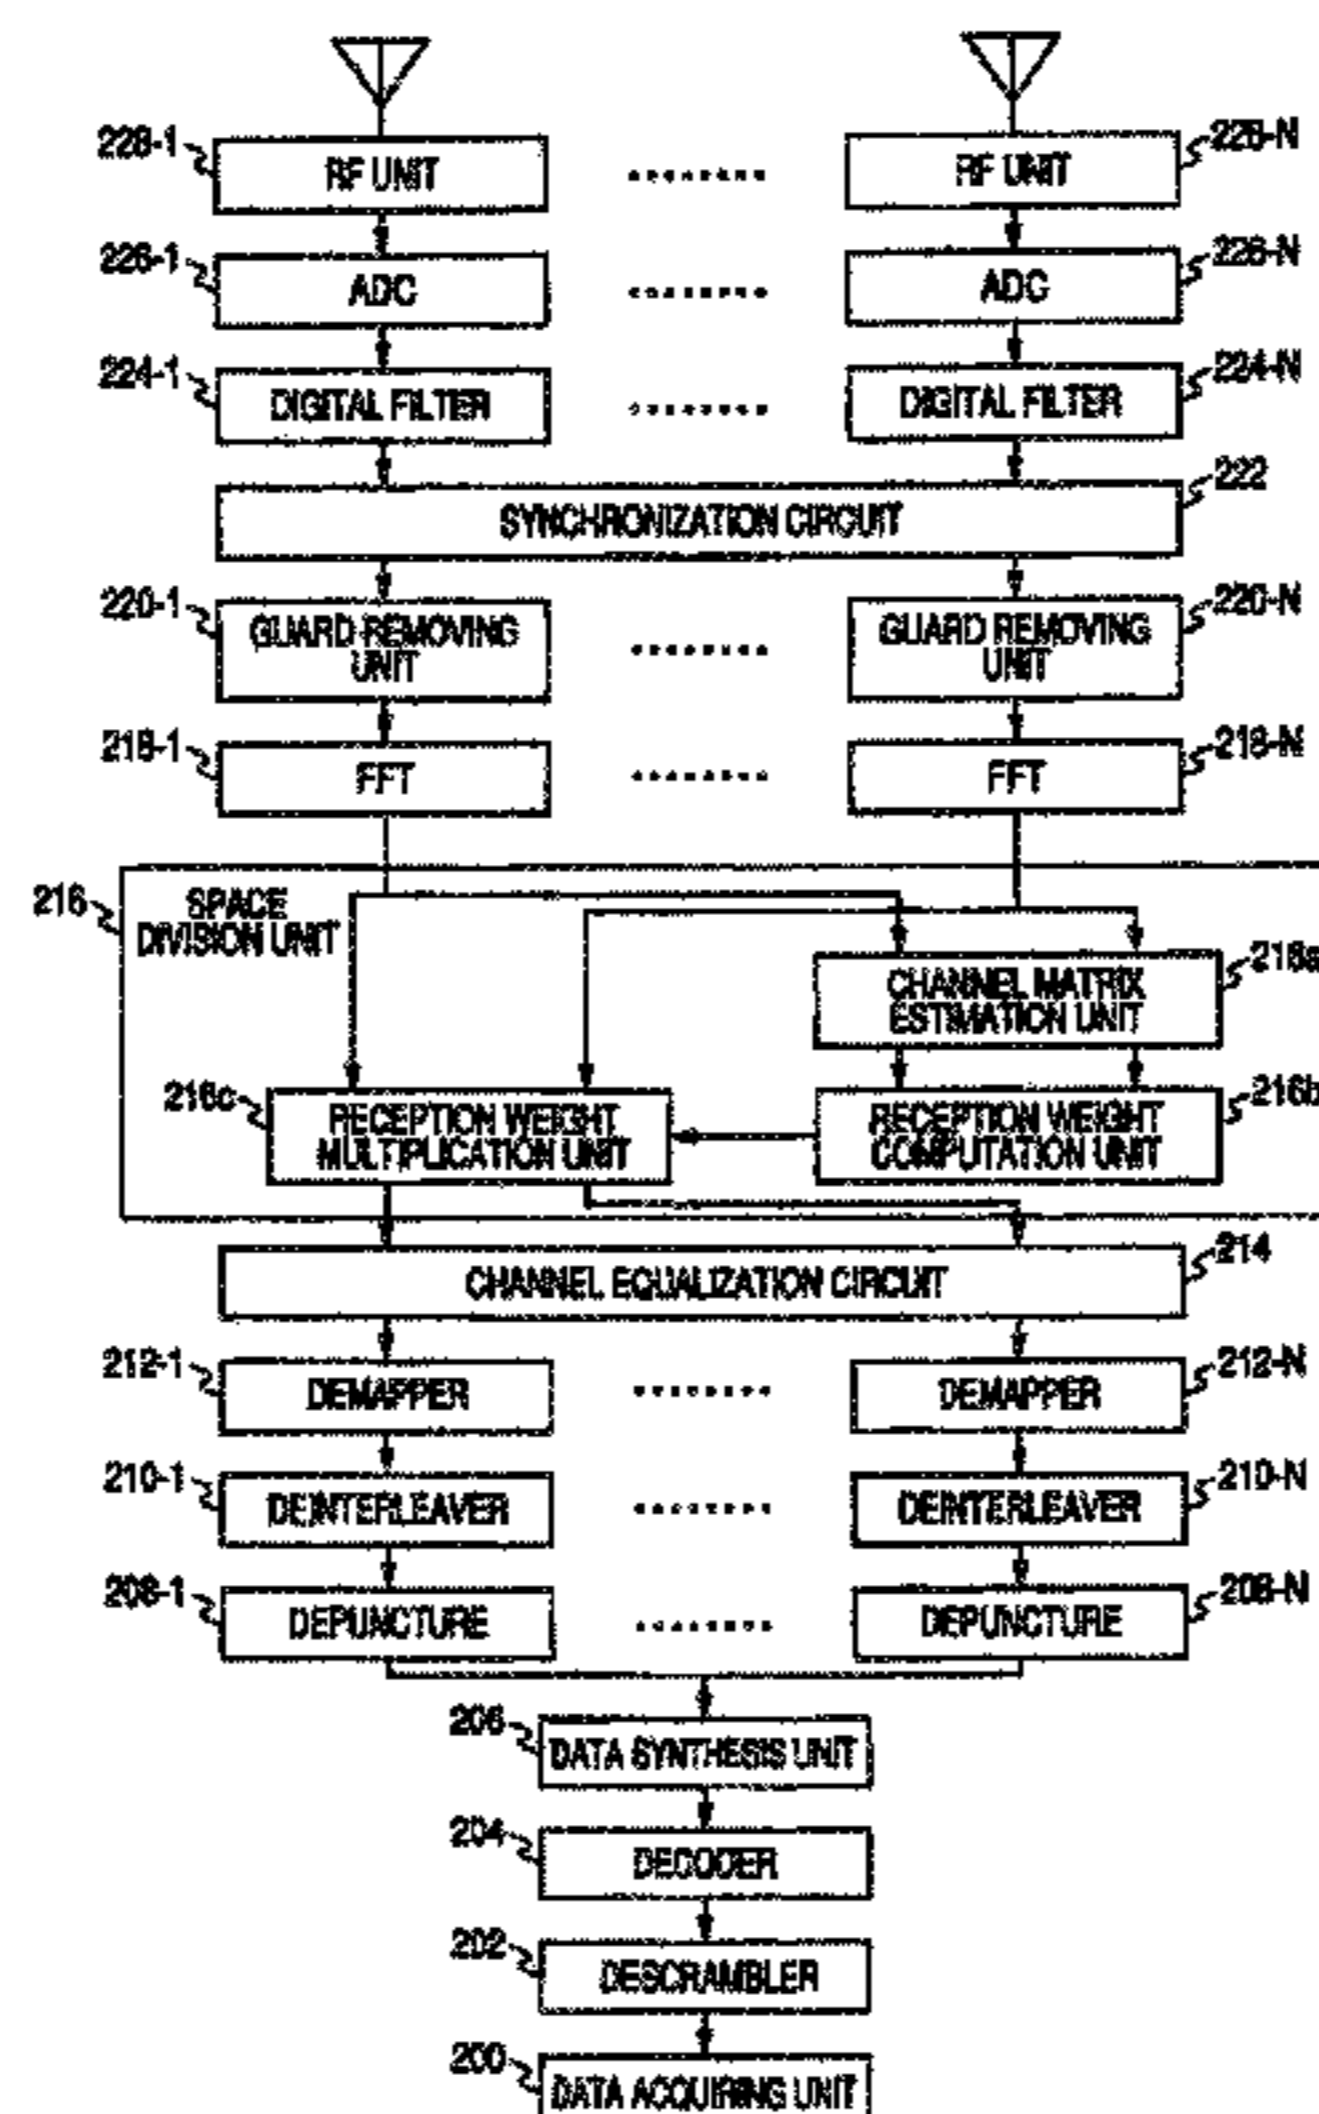 228-1
RF UNIT
RF UNIT
228-N
226-1
ADC
ADC
226-N
224-1
DIGITAL FILTER
DIGITAL FILTER
224-N
222
SYNCHRONIZATION CIRCUIT
220-1
GUARD REMOVING
UNIT
GUARD REMOVING
UNIT
220-N
218-1
FFT
FFT
218-N
216
SPACE
DIVISION UNIT
216a
CHANNEL MATRIX
ESTIMATION UNIT
216c
RECEPTION WEIGHT
MULTIPLICATION UNIT
RECEPTION WEIGHT
COMPUTATION UNIT
216b
214
CHANNEL EQUALIZATION CIRCUIT
212-1
DEMAPPER
DEMAPPER
212-N
210-1
DEINTERLEAVER
DEINTERLEAVER
210-N
208-1
DEPUNCTURE
DEPUNCTURE
208-N
206
DATA SYNTHESIS UNIT
204
DECODER
202
DESCRAMBLER
200
DATA ACQUIRING UNIT